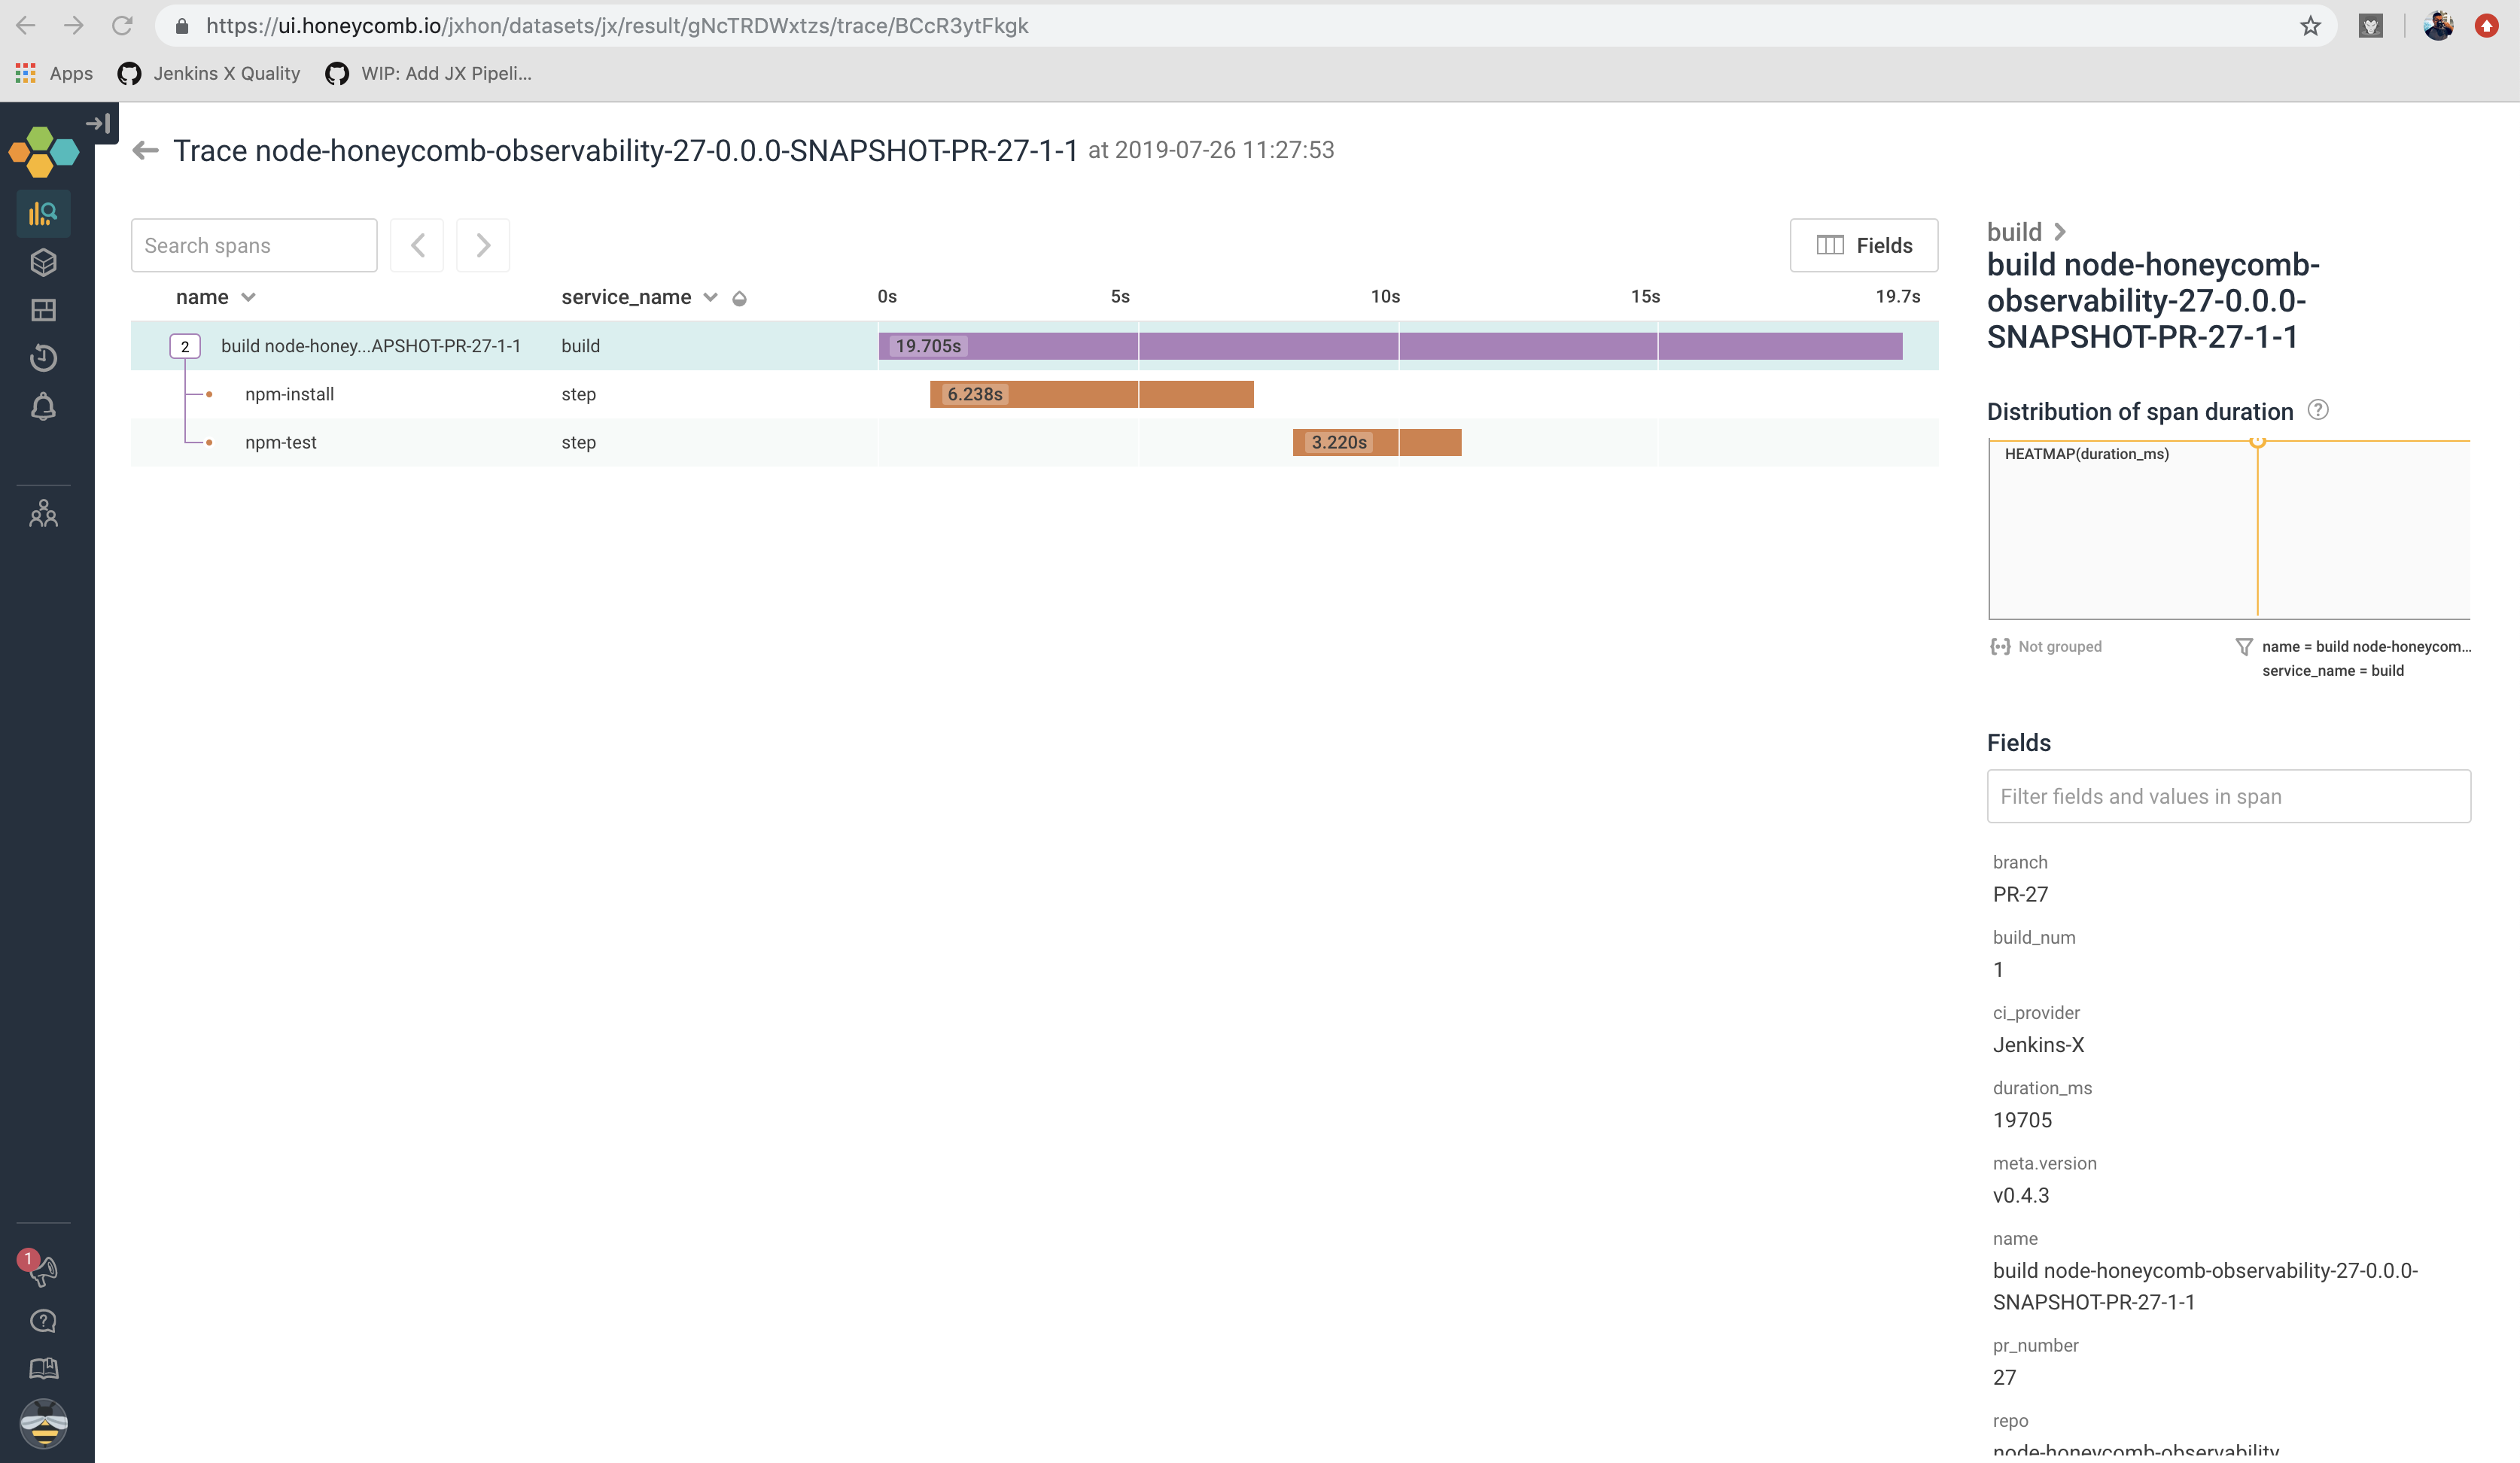 https://ui.honeycomb.io/jxhon/datasets/jx/result/gNcTRDWxtzs/trace/BCcR3ytFkgk
Apps
Jenkins X Quality
WIP: Add JX Pipeli...
Trace node-honeycomb-observability-27-0.0.0-SNAPSHOT-PR-27-1-1 at 2019-07-26 11:27:53
Search spans
Fields
name service_name 0s 5s 10s 15s 19.7s
2 build node-honey...APSHOT-PR-27-1-1 build 19.705s
npm-install step 6.238s
npm-test step 3.220s
build
build node-honeycomb-
observability-27-0.0.0-
SNAPSHOT-PR-27-1-1
Distribution of span duration ?
HEATMAP(duration_ms)
Not grouped
name = build node-honeycom...
service_name = build
Fields
Filter fields and values in span
branch
PR-27
build_num
1
ci_provider
Jenkins-X
duration_ms
19705
meta.version
v0.4.3
name
build node-honeycomb-observability-27-0.0.0-
SNAPSHOT-PR-27-1-1
pr_number
27
repo
node-honeycomb-observability
1